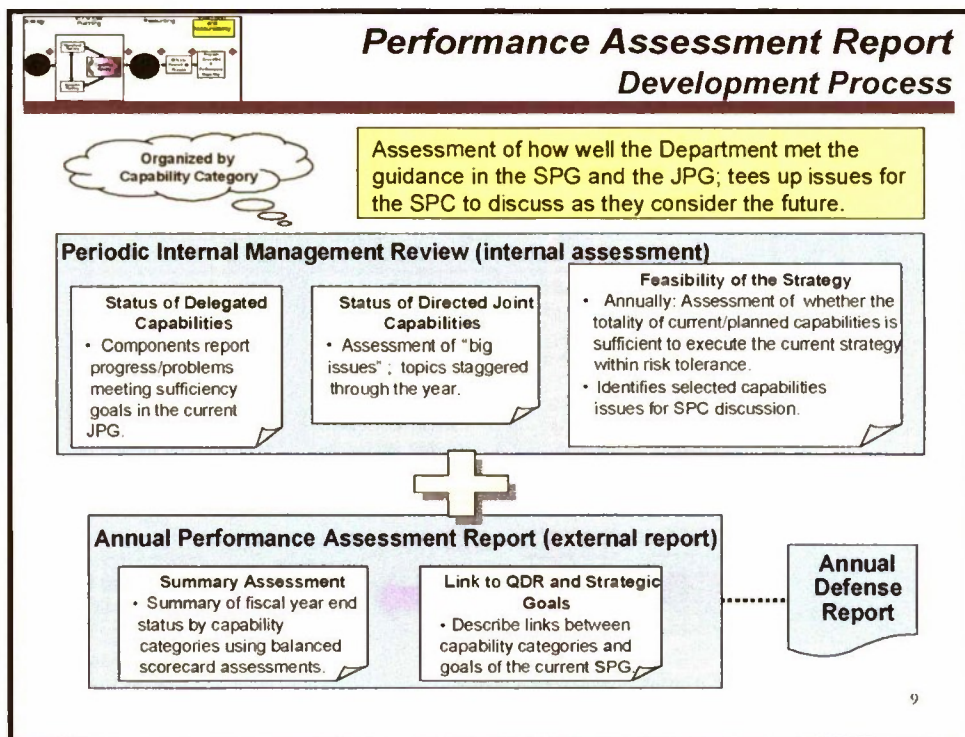 Planning
and
Accountability
Performance Assessment Report
Development Process
Organized by
Capability Category
Assessment of how well the Department met the
guidance in the SPG and the JPG; tees up issues for
the SPC to discuss as they consider the future.
Periodic Internal Management Review (internal assessment)
Status of Delegated
Capabilities
• Components report
progress/problems
meeting sufficiency
goals in the current
JPG.
Status of Directed Joint
Capabilities
• Assessment of "big
issues" ; topics staggered
through the year.
Feasibility of the Strategy
• Annually: Assessment of whether the
totality of current/planned capabilities is
sufficient to execute the current strategy
within risk tolerance.
• Identifies selected capabilities
issues for SPC discussion.
Annual Performance Assessment Report (external report)
Summary Assessment
• Summary of fiscal year end
status by capability
categories using balanced
scorecard assessments.
Link to QDR and Strategic
Goals
• Describe links between
capability categories and
goals of the current SPG.
Annual
Defense
Report
9